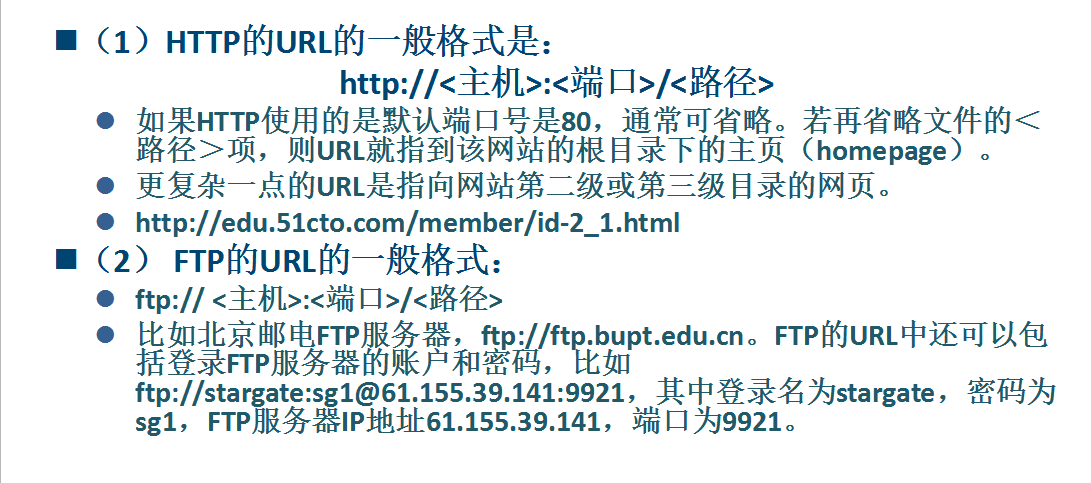 （1）HTTP的URL的一般格式是：
http://<主机>:<端口>/<路径>
如果HTTP使用的是默认端口号是80，通常可省略。若再省略文件的＜
路径＞项，则URL就指到该网站的根目录下的主页（homepage）。
更复杂一点的URL是指向网站第二级或第三级目录的网页。
http://edu.51cto.com/member/id-2_1.html
（2） FTP的URL的一般格式：
ftp:// <主机>:<端口>/<路径>
比如北京邮电FTP服务器，ftp://ftp.bupt.edu.cn。FTP的URL中还可以包
括登录FTP服务器的账户和密码，比如
ftp://stargate:sg1@61.155.39.141:9921，其中登录名为stargate，密码为
sg1，FTP服务器IP地址61.155.39.141，端口为9921。